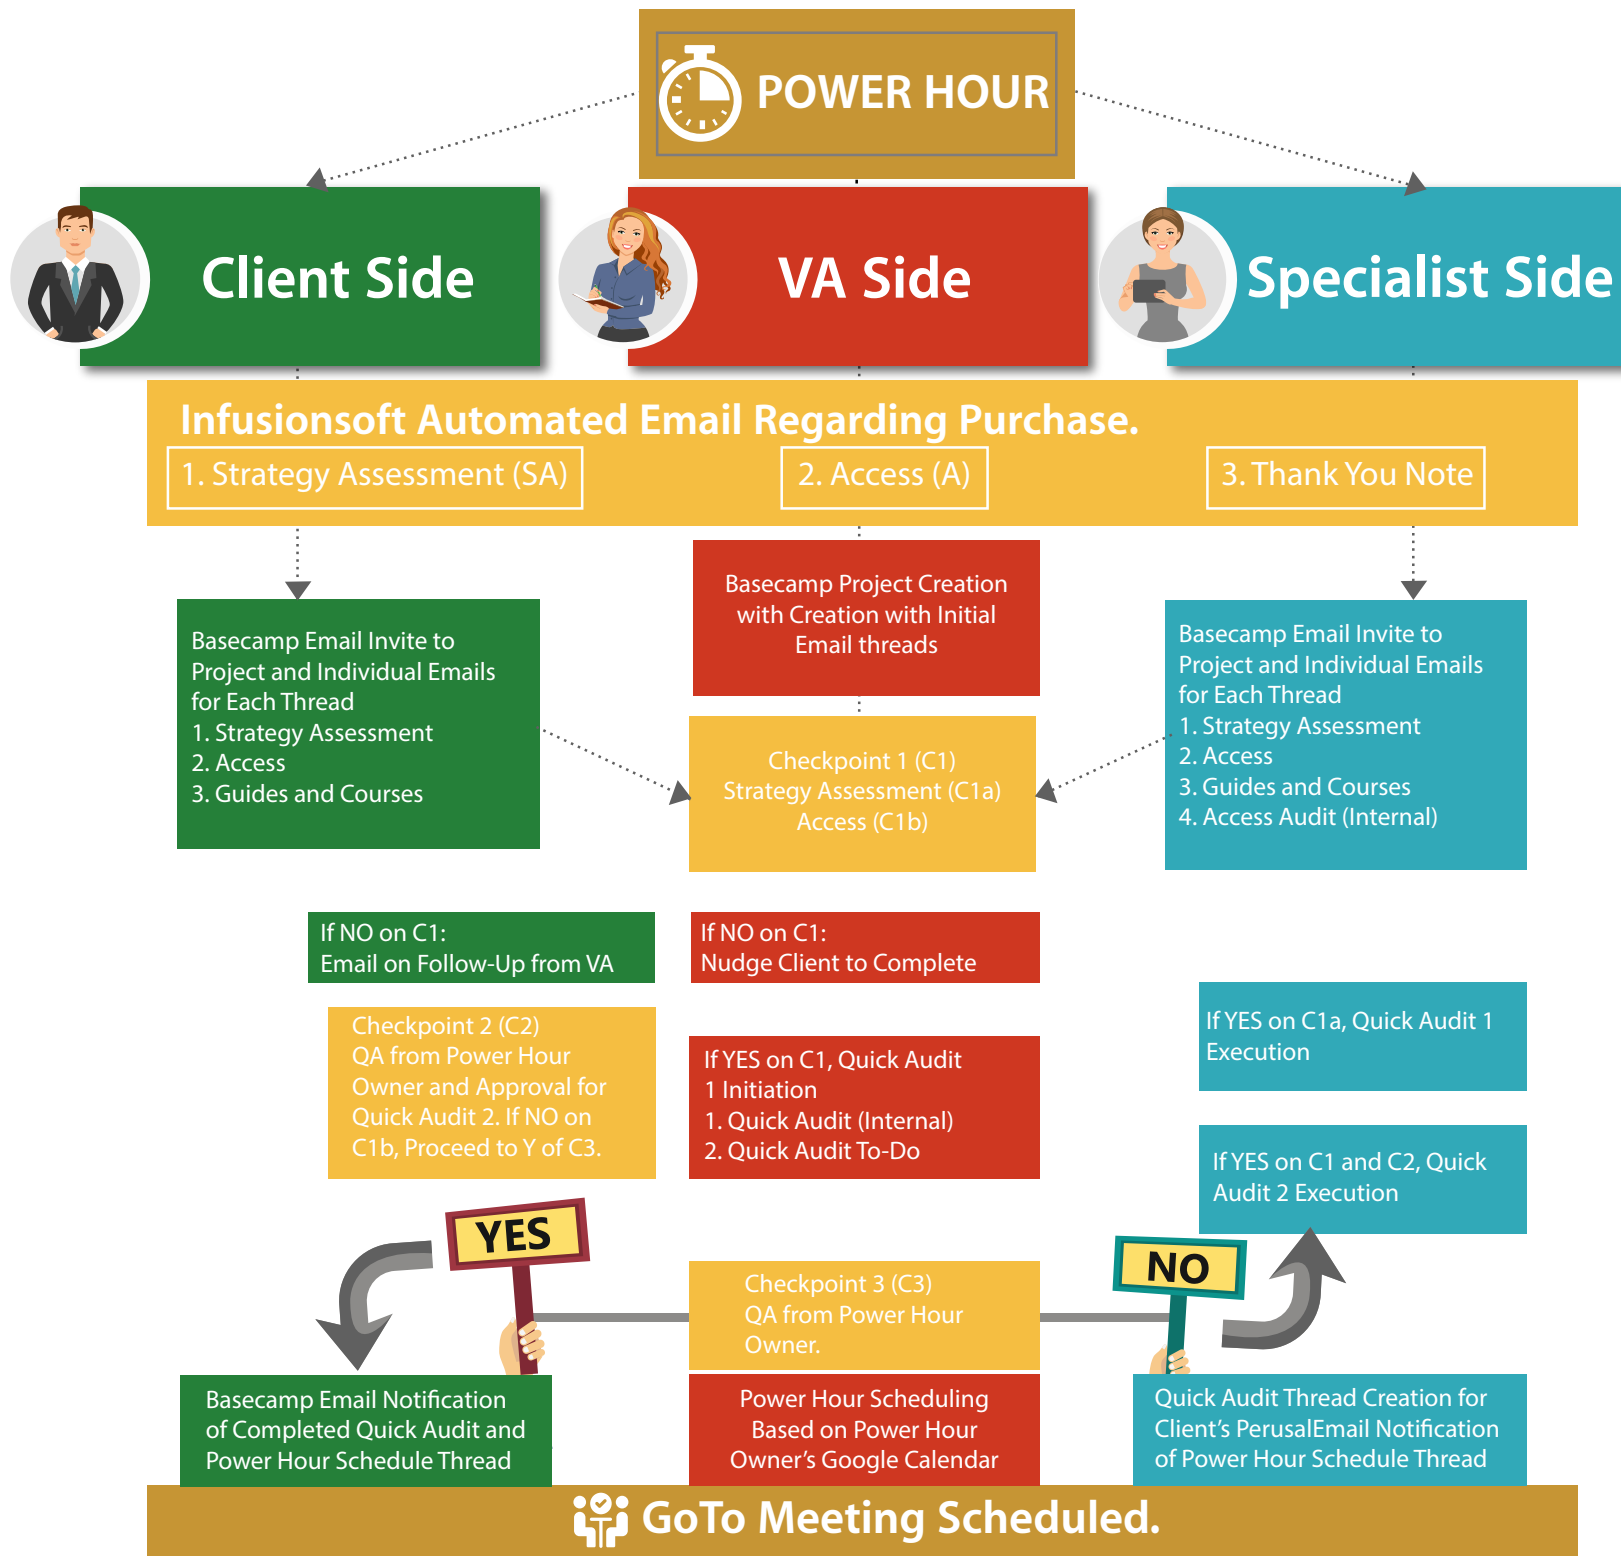 POWER HOUR
Client Side
VA Side
Specialist Side
Infusionsoft Automated Email Regarding Purchase.
1. Strategy Assessment (SA)
2. Access (A)
3. Thank You Note
Basecamp Email Invite to
Project and Individual Emails
for Each Thread
1. Strategy Assessment
2. Access
3. Guides and Courses
Basecamp Project Creation
with Creation with Initial
Email threads
Basecamp Email Invite to
Project and Individual Emails
for Each Thread
1. Strategy Assessment
2. Access
3. Guides and Courses
4. Access Audit (Internal)
Checkpoint 1 (C1)
Strategy Assessment (C1a)
Access (C1b)
If NO on C1:
Email on Follow-Up from VA
If NO on C1:
Nudge Client to Complete
If YES on C1a, Quick Audit 1
Execution
Checkpoint 2 (C2)
QA from Power Hour
Owner and Approval for
Quick Audit 2. If NO on
C1b, Proceed to Y of C3.
If YES on C1, Quick Audit
1 Initiation
1. Quick Audit (Internal)
2. Quick Audit To-Do
If YES on C1 and C2, Quick
Audit 2 Execution
YES
NO
Checkpoint 3 (C3)
QA from Power Hour
Owner.
Basecamp Email Notification
of Completed Quick Audit and
Power Hour Schedule Thread
Power Hour Scheduling
Based on Power Hour
Owner's Google Calendar
Quick Audit Thread Creation for
Client's PerusalEmail Notification
of Power Hour Schedule Thread
GoTo Meeting Scheduled.